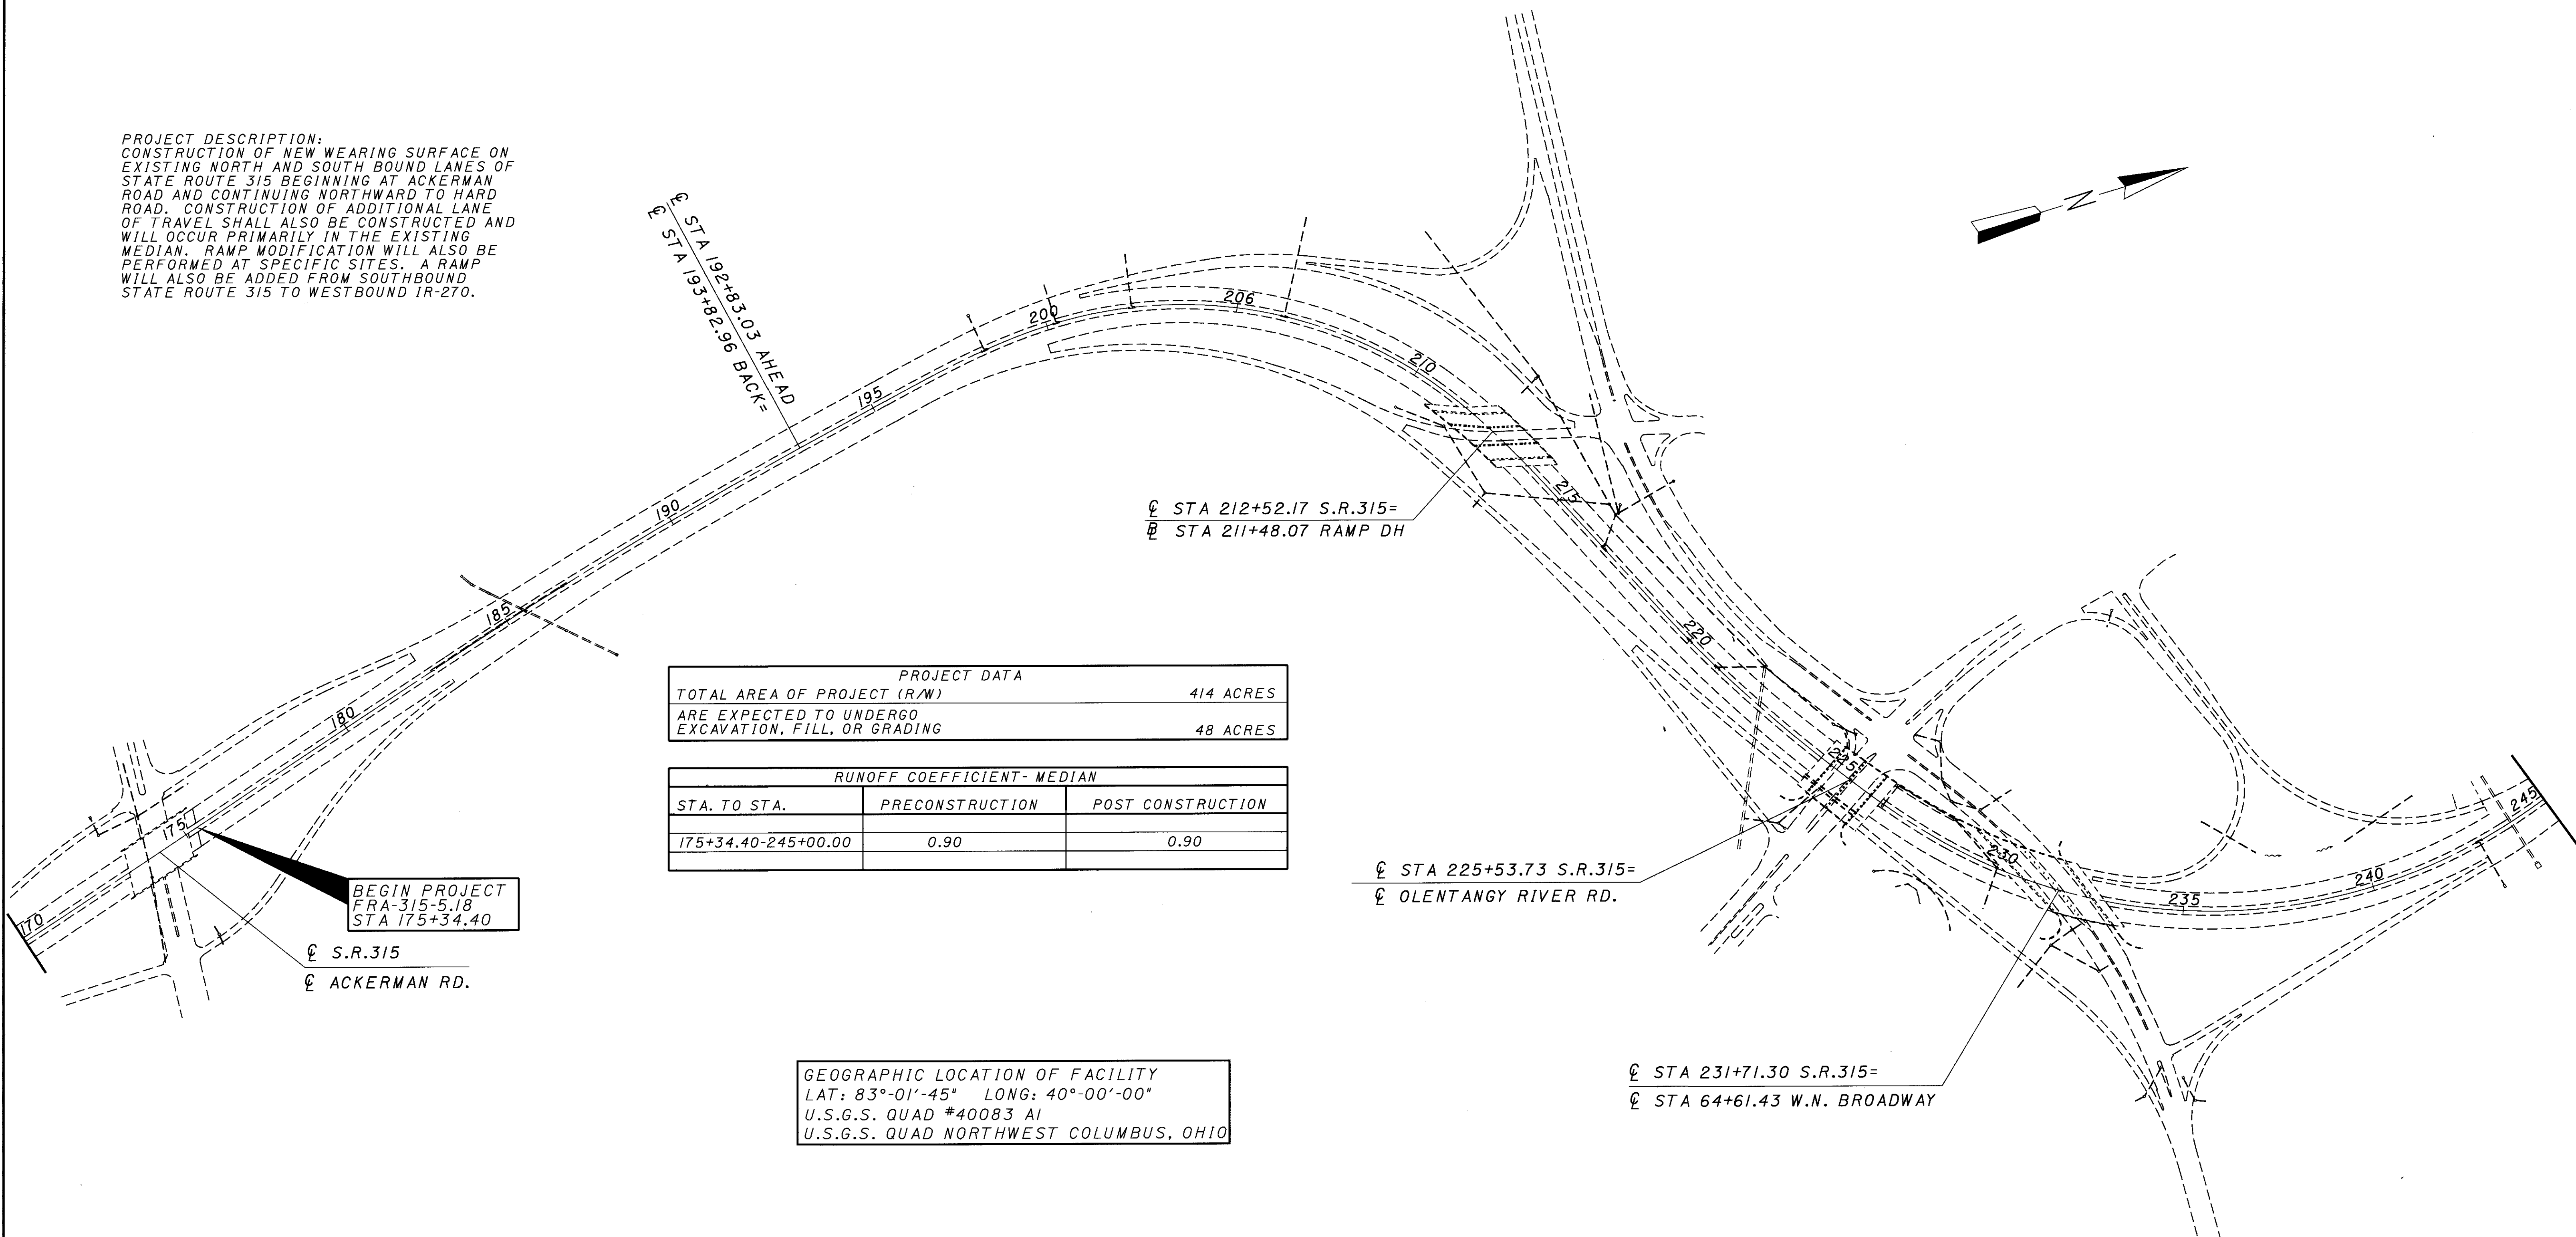 PROJECT DESCRIPTION:
CONSTRUCTION OF NEW WEARING SURFACE ON
EXISTING NORTH AND SOUTH BOUND LANES OF
STATE ROUTE 315 BEGINNING AT ACKERMAN
ROAD AND CONTINUING NORTHWARD TO HARD
ROAD. CONSTRUCTION OF ADDITIONAL LANE
OF TRAVEL SHALL ALSO BE CONSTRUCTED AND
WILL OCCUR PRIMARILY IN THE EXISTING
MEDIAN. RAMP MODIFICATION WILL ALSO BE
PERFORMED AT SPECIFIC SITES. A RAMP
WILL ALSO BE ADDED FROM SOUTHBOUND
STATE ROUTE 315 TO WESTBOUND IR-270.
℄ STA 192+83.03 AHEAD
℄ STA 193+82.96 BACK=
N
170
175
180
185
190
195
200
206
210
215
220
225
230
235
240
245
℄ STA 212+52.17 S.R.315=
B̲L̲ STA 211+48.07 RAMP DH
PROJECT DATA
TOTAL AREA OF PROJECT (R/W) 414 ACRES
ARE EXPECTED TO UNDERGO
EXCAVATION, FILL, OR GRADING 48 ACRES
RUNOFF COEFFICIENT- MEDIAN
STA. TO STA. PRECONSTRUCTION POST CONSTRUCTION
175+34.40-245+00.00 0.90 0.90
BEGIN PROJECT
FRA-315-5.18
STA 175+34.40
℄ S.R.315
℄ ACKERMAN RD.
℄ STA 225+53.73 S.R.315=
℄ OLENTANGY RIVER RD.
℄ STA 231+71.30 S.R.315=
℄ STA 64+61.43 W.N. BROADWAY
GEOGRAPHIC LOCATION OF FACILITY
LAT: 83°-01'-45" LONG: 40°-00'-00"
U.S.G.S. QUAD #40083 A1
U.S.G.S. QUAD NORTHWEST COLUMBUS, OHIO